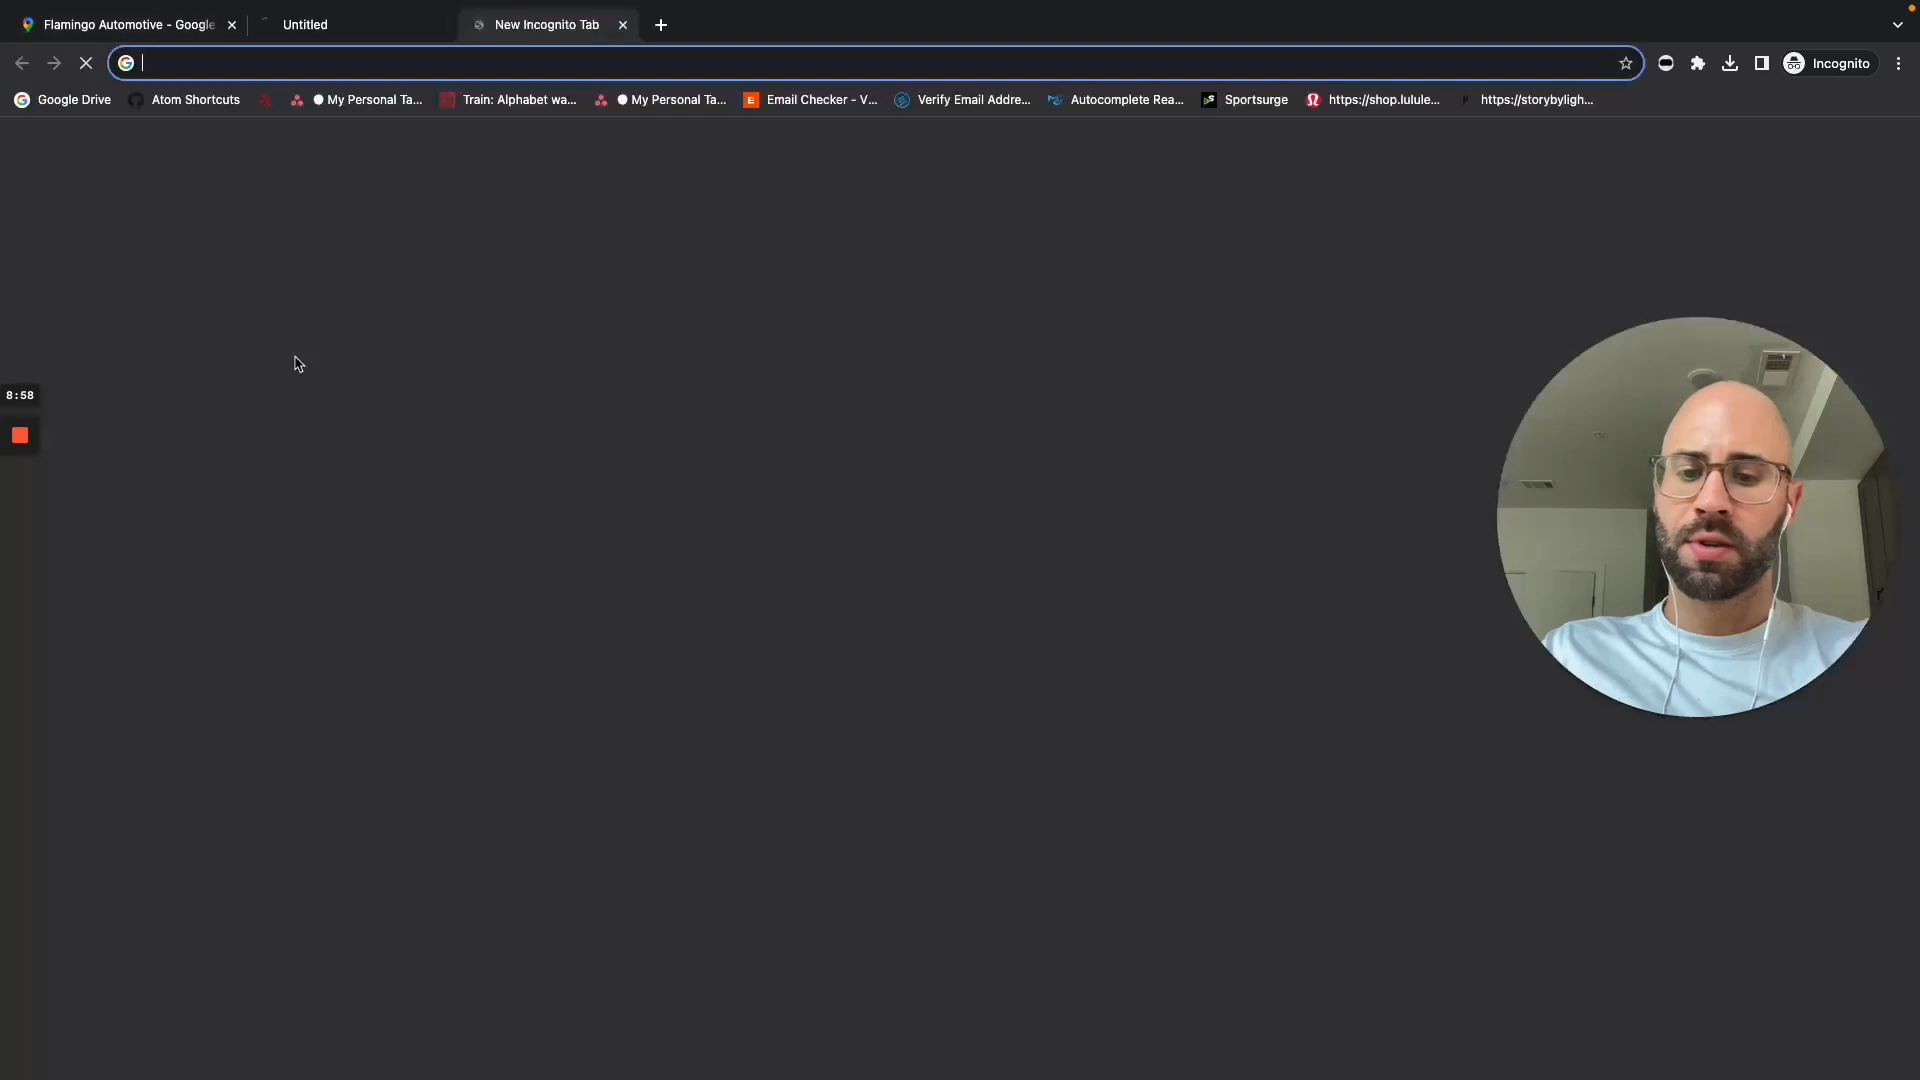 Flamingo Automotive - Google
Untitled
New Incognito Tab
Incognito
Google Drive
Atom Shortcuts
My Personal Ta...
Train: Alphabet wa...
My Personal Ta...
E
Email Checker - V...
Verify Email Addre...
Autocomplete Rea...
Sportsurge
https://shop.lulule...
https://storybyligh...
8:58